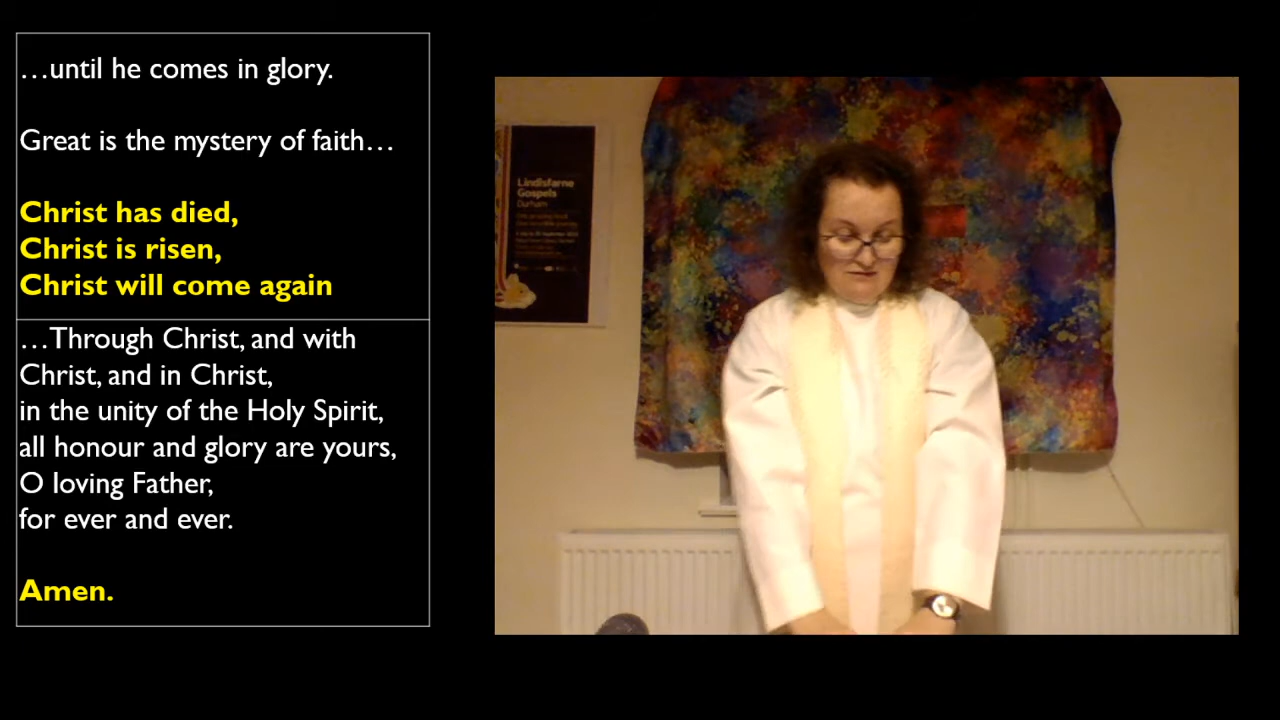 …until he comes in glory.
Great is the mystery of faith…
Christ has died,
Christ is risen,
Christ will come again
…Through Christ, and with
Christ, and in Christ,
in the unity of the Holy Spirit,
all honour and glory are yours,
O loving Father,
for ever and ever.
Amen.
Lindisfarne
Gospels
Durham